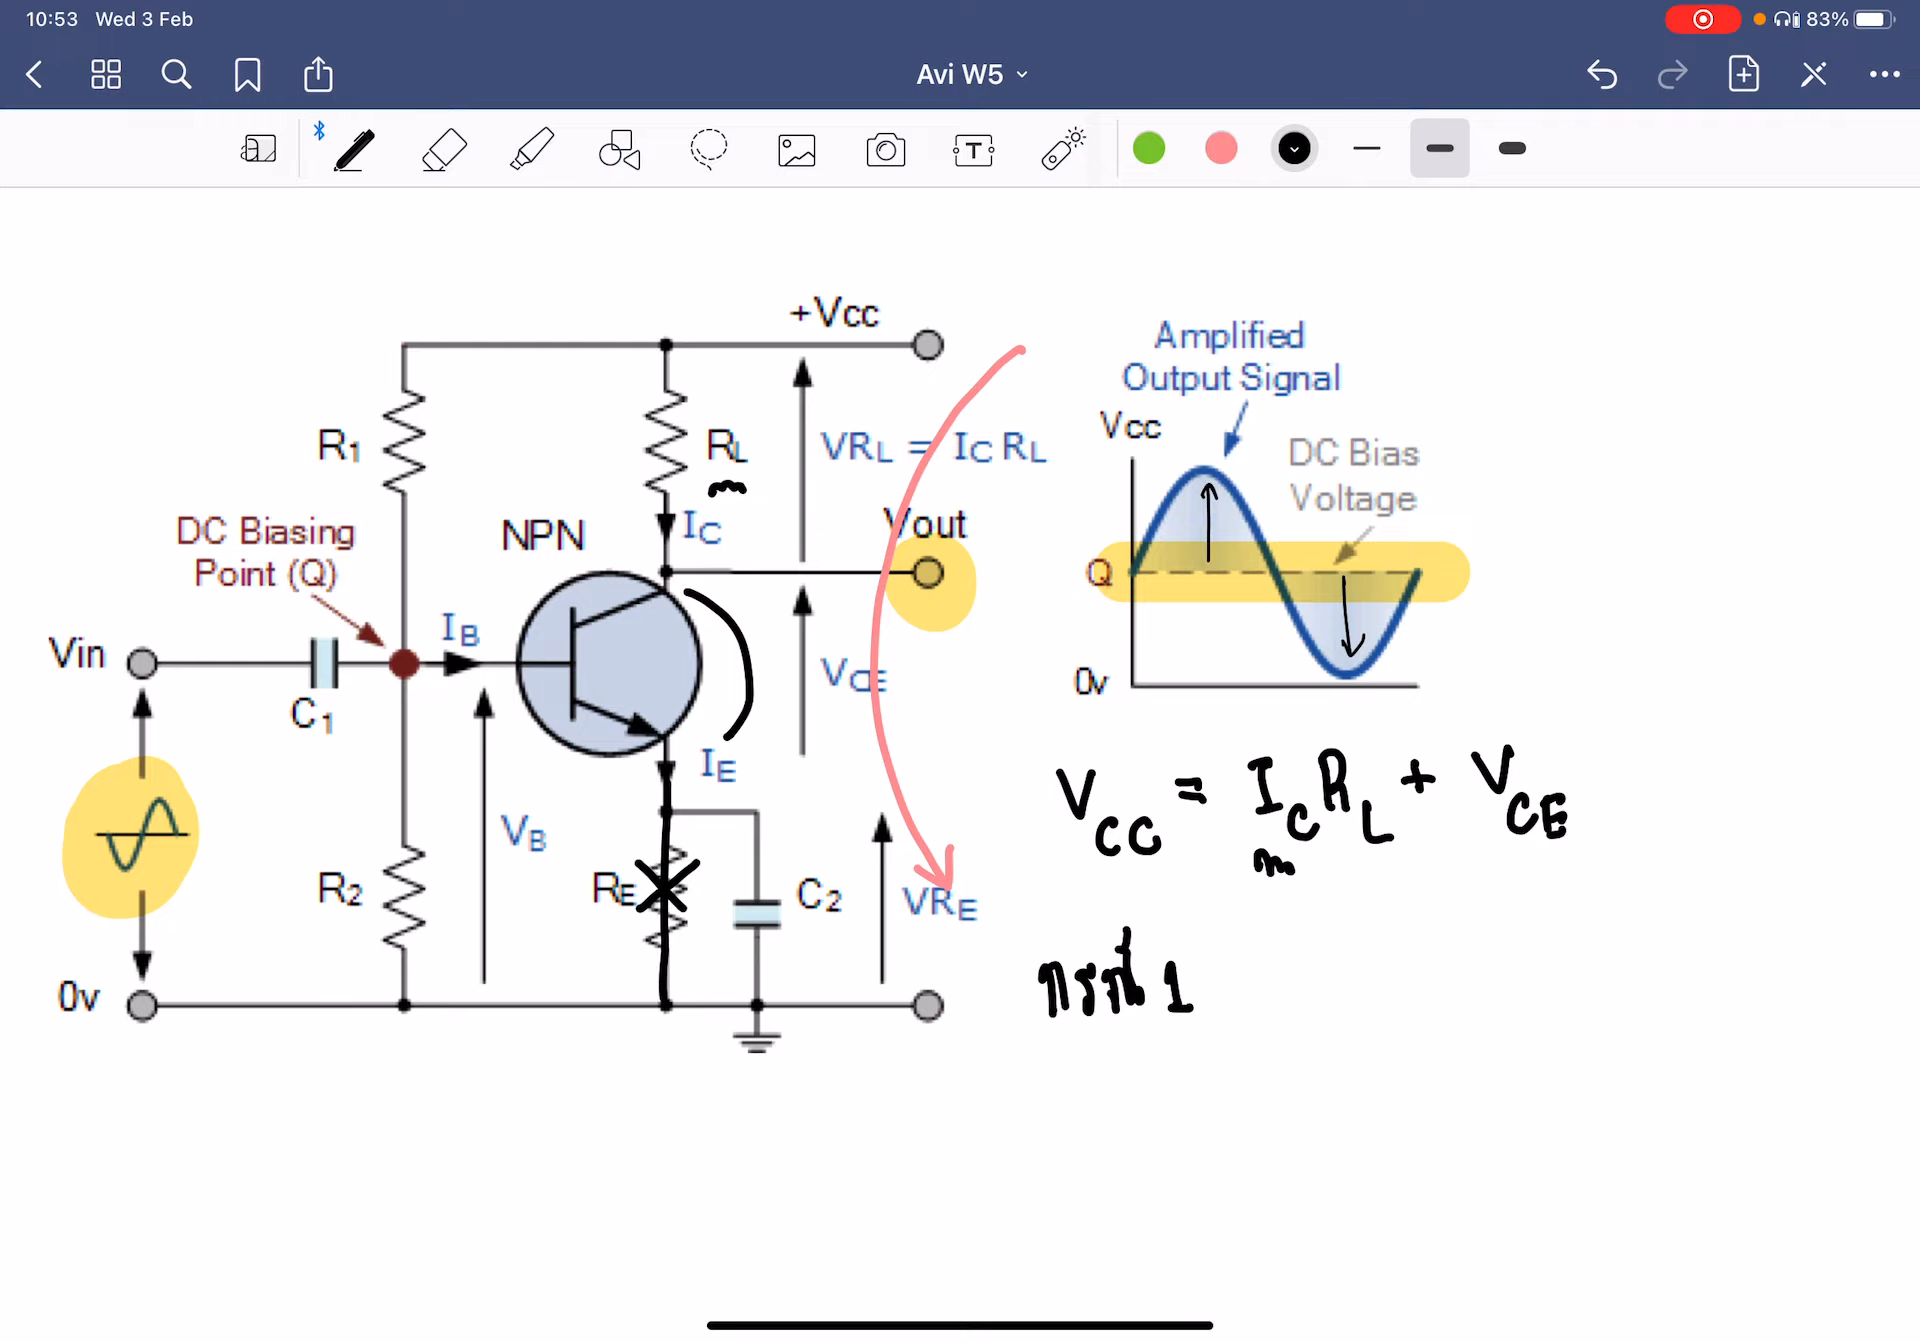 10:53 Wed 3 Feb
83%
Avi W5
+Vcc
R1
RL
VRL = IC RL
DC Biasing
Point (Q)
NPN
IC
Vout
Vin
C1
IB
VCE
IE
VB
R2
RE
C2
VRE
0v
Amplified
Output Signal
Vcc
DC Bias
Voltage
Q
0v
VCC = ICRL + VCE
กรณี 1